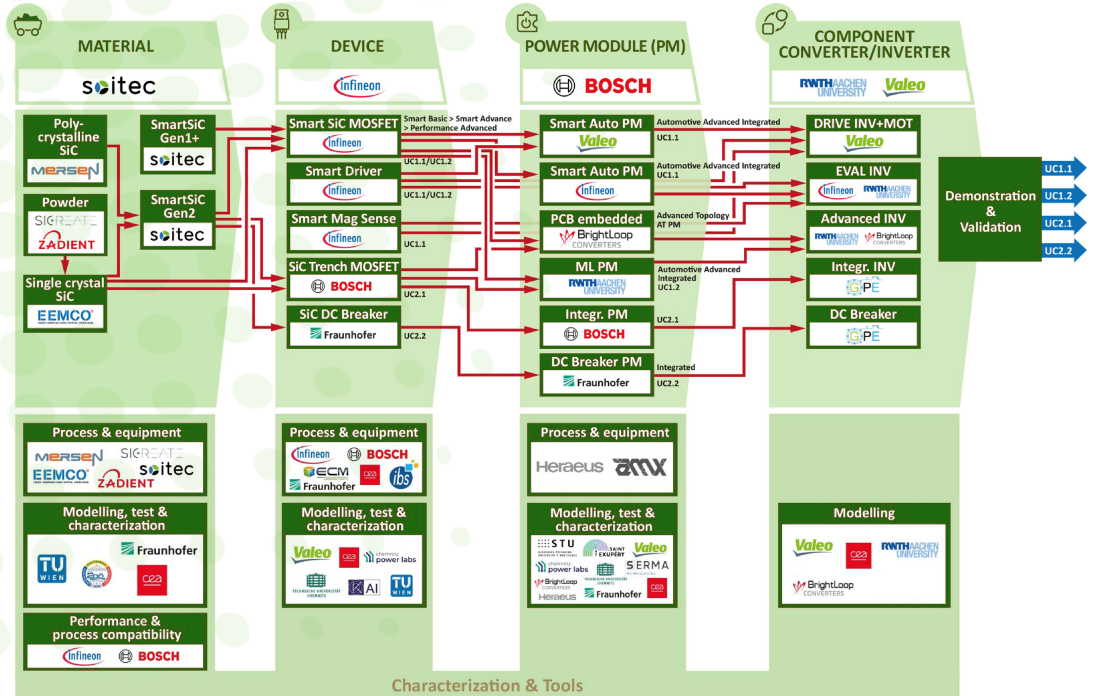 MATERIAL
soitec
DEVICE
infineon
POWER MODULE (PM)
BOSCH
COMPONENT
CONVERTER/INVERTER
RWTH AACHEN
UNIVERSITY
Valeo
Poly-
crystalline
SiC
MERSEN
Powder
SICREATE
ZADIENT
Single crystal
SiC
EEMCO
SmartSiC
Gen1+
soitec
SmartSiC
Gen2
soitec
Smart SiC MOSFET
infineon
Smart Basic > Smart Advance
> Performance Advanced
UC1.1/UC1.2
Smart Driver
infineon
UC1.1/UC1.2
Smart Mag Sense
infineon
UC1.1
SiC Trench MOSFET
BOSCH
UC2.1
SiC DC Breaker
Fraunhofer
UC2.2
Smart Auto PM
Valeo
Automotive Advanced Integrated
UC1.1
Smart Auto PM
infineon
Automotive Advanced Integrated
UC1.1
PCB embedded
BrightLoop
CONVERTERS
Advanced Topology
AT PM
ML PM
RWTH AACHEN
UNIVERSITY
Automotive Advanced
Integrated
UC1.2
Integr. PM
BOSCH
UC2.1
DC Breaker PM
Fraunhofer
Integrated
UC2.2
DRIVE INV+MOT
Valeo
EVAL INV
infineon
RWTH AACHEN
UNIVERSITY
Advanced INV
RWTH AACHEN
UNIVERSITY
BrightLoop
CONVERTERS
Integr. INV
GPE
DC Breaker
GPE
Demonstration
&
Validation
UC1.1
UC1.2
UC2.1
UC2.2
Process & equipment
MERSEN
SICREATE
EEMCO
soitec
ZADIENT
Modelling, test &
characterization
TU
WIEN
Fraunhofer
cea
Performance &
process compatibility
infineon
BOSCH
Process & equipment
infineon
BOSCH
ECM
cea
ibs
Fraunhofer
Modelling, test &
characterization
Valeo
cea
chemnitz
power labs
TECHNISCHE UNIVERSITÄT
CHEMNITZ
KAI
TU
WIEN
Process & equipment
Heraeus
amx
Modelling, test &
characterization
STU
SAINT
EXUPÉRY
Valeo
chemnitz
power labs
TECHNISCHE UNIVERSITÄT
CHEMNITZ
SERMA
TECHNOLOGIES
BrightLoop
CONVERTERS
Heraeus
Fraunhofer
cea
Modelling
Valeo
cea
RWTH AACHEN
UNIVERSITY
BrightLoop
CONVERTERS
Characterization & Tools